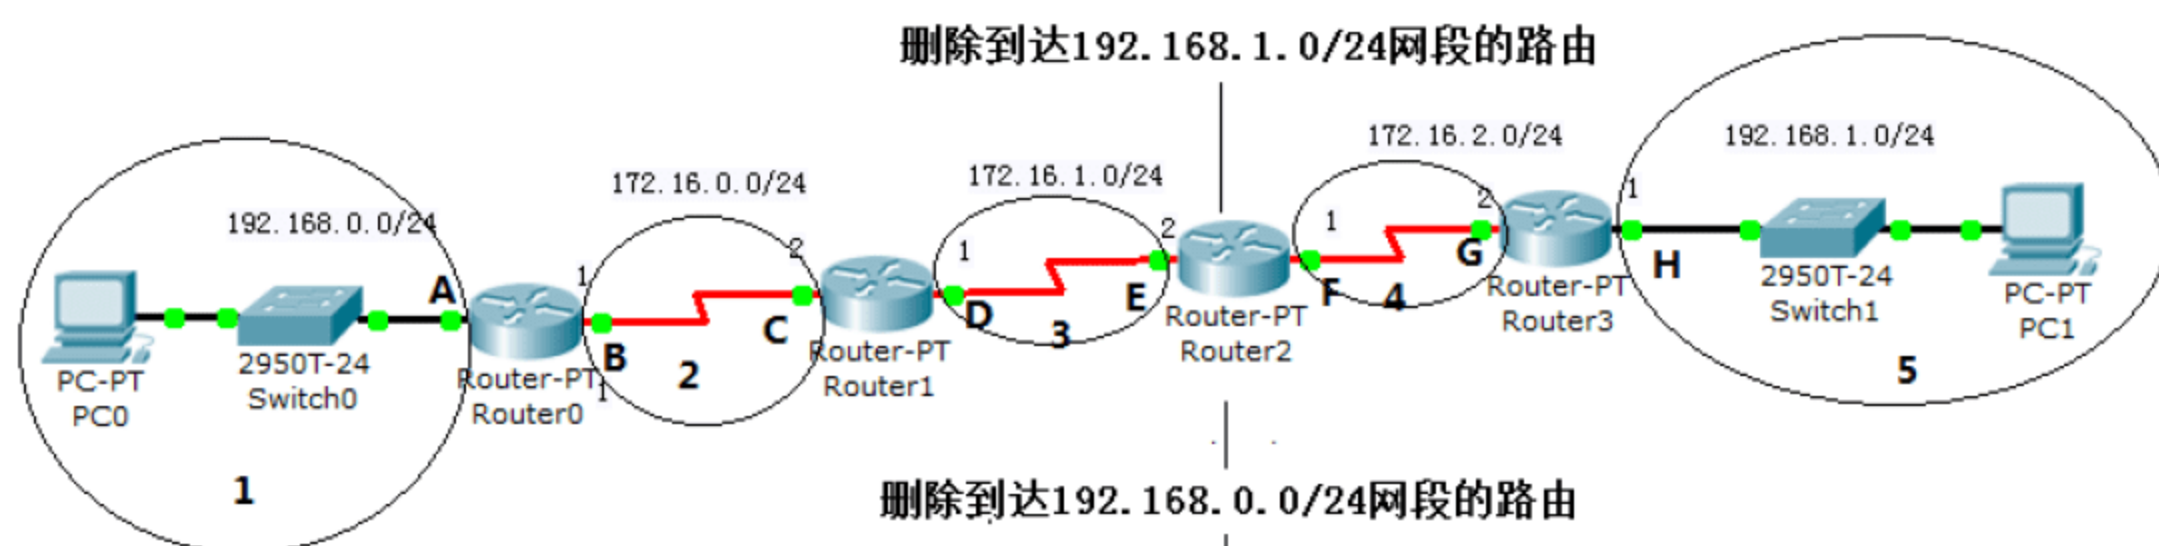 删除到达192.168.1.0/24网段的路由
172.16.2.0/24
192.168.1.0/24
172.16.0.0/24
172.16.1.0/24
192.168.0.0/24
A
1
B
1
2
C
2
1
D
3
E
2
1
F
4
G
2
1
H
5
PC-PT
PC0
2950T-24
Switch0
Router-PT
Router0
Router-PT
Router1
Router-PT
Router2
Router-PT
Router3
2950T-24
Switch1
PC-PT
PC1
1
删除到达192.168.0.0/24网段的路由